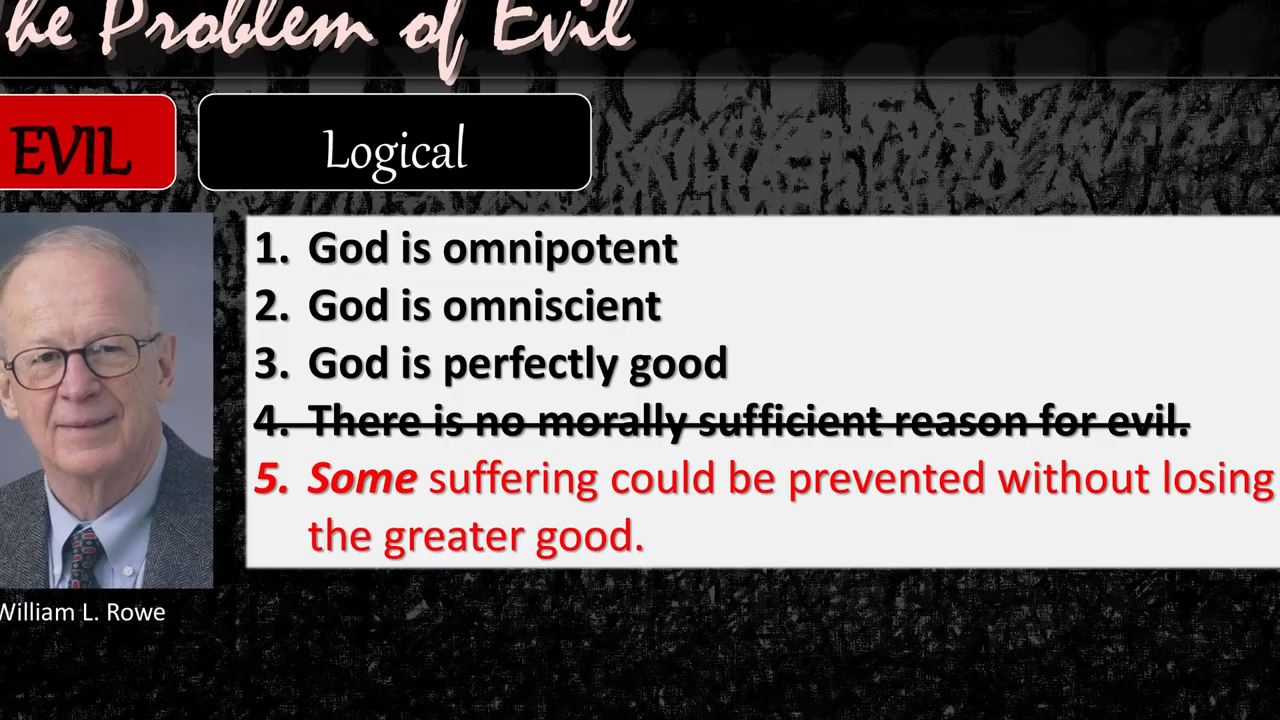 he Problem of Evil
EVIL
Logical
1. God is omnipotent
2. God is omniscient
3. God is perfectly good
4. There is no morally sufficient reason for evil.
5. Some suffering could be prevented without losing
the greater good.
William L. Rowe